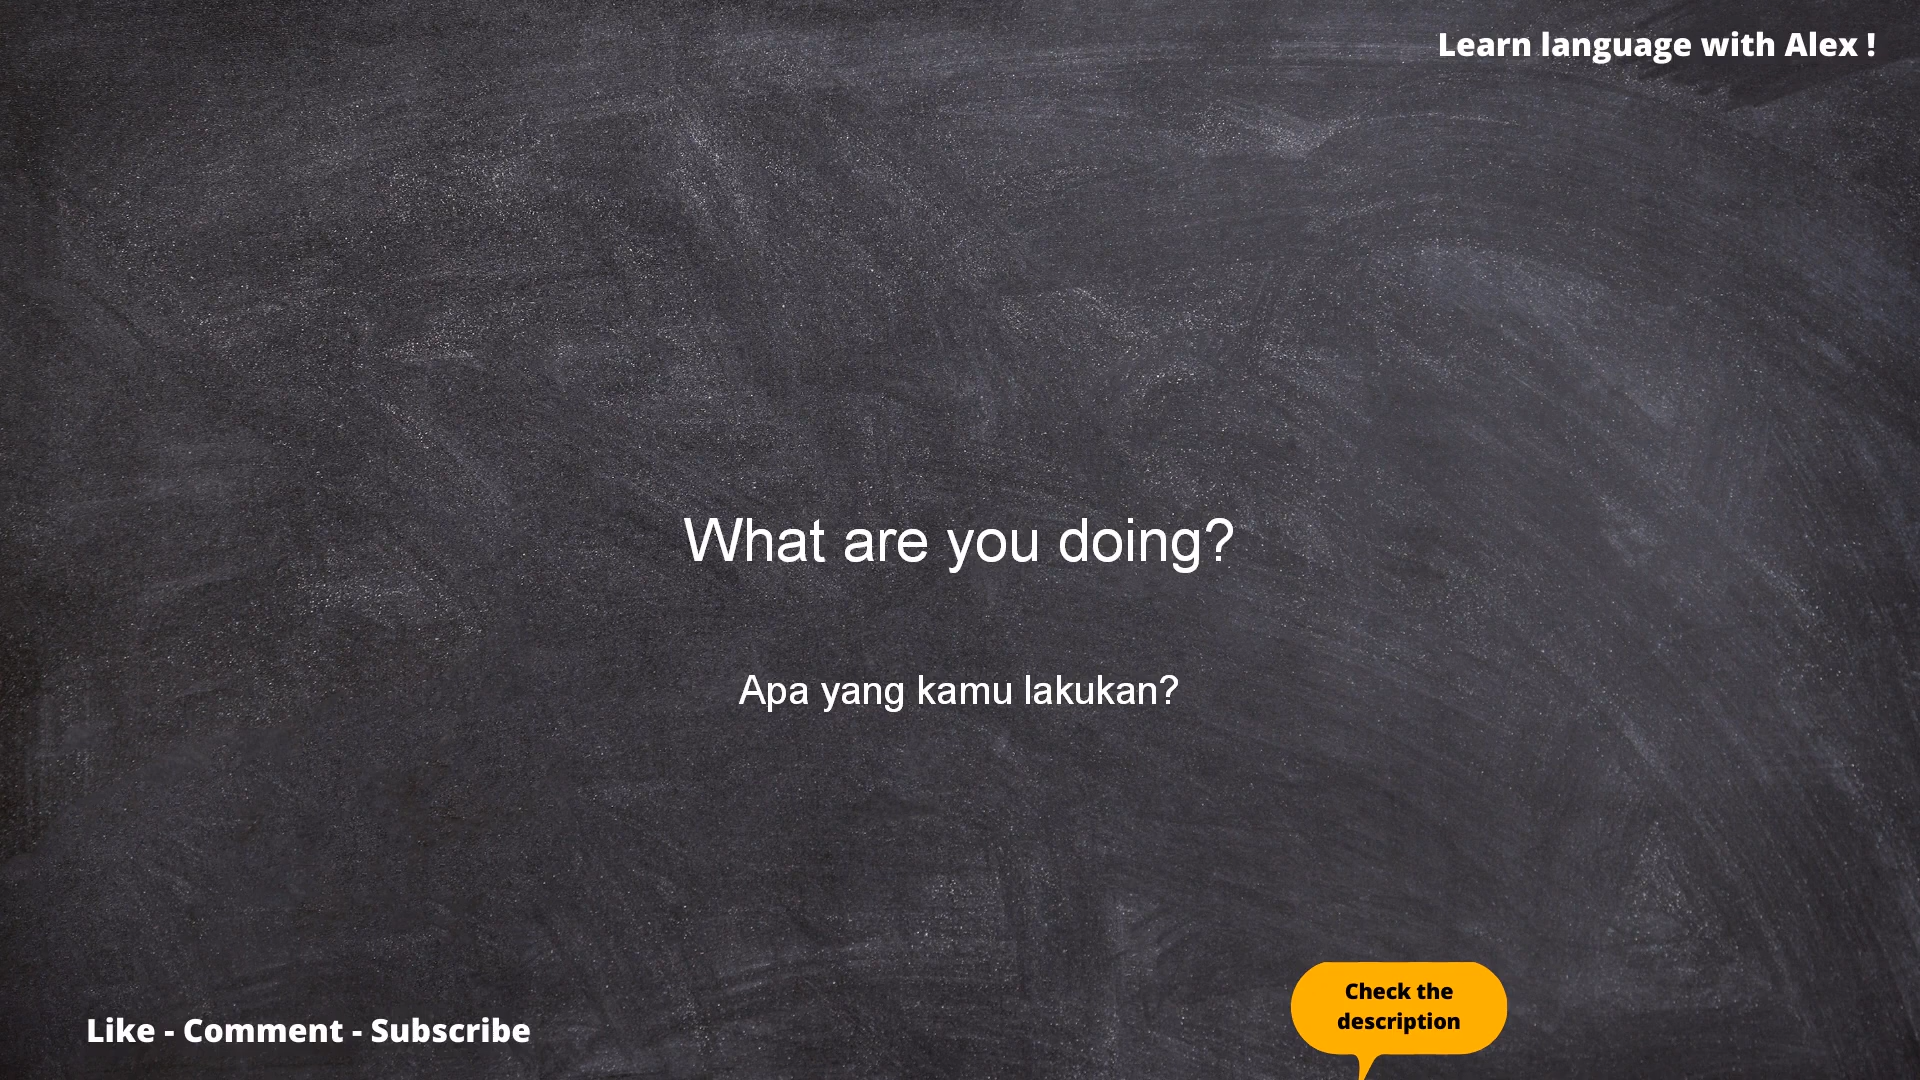 Learn language with Alex !
What are you doing?
Apa yang kamu lakukan?
Check the
description
Like - Comment - Subscribe